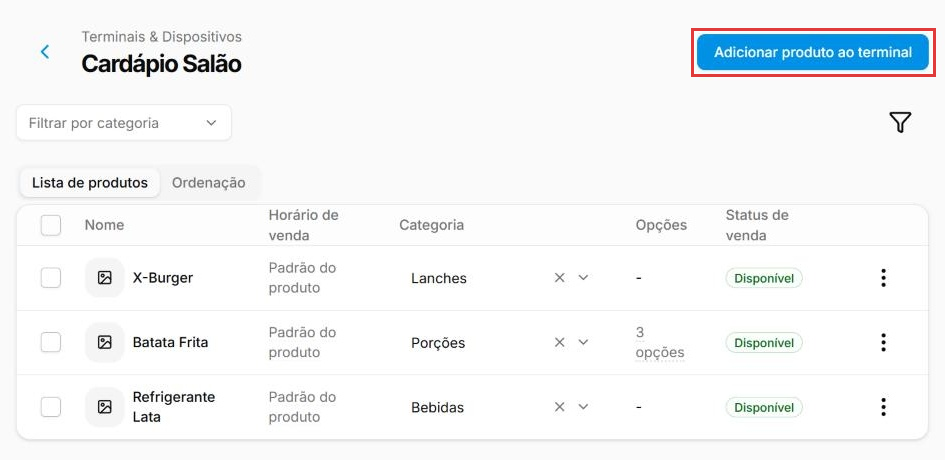 Terminais & Dispositivos
Cardápio Salão
Adicionar produto ao terminal
Filtrar por categoria
Lista de produtos
Ordenação
Nome
Horário de
venda
Categoria
Opções
Status de
venda
X-Burger
Padrão do
produto
Lanches
-
Disponível
Batata Frita
Padrão do
produto
Porções
3
opções
Disponível
Refrigerante
Lata
Padrão do
produto
Bebidas
-
Disponível